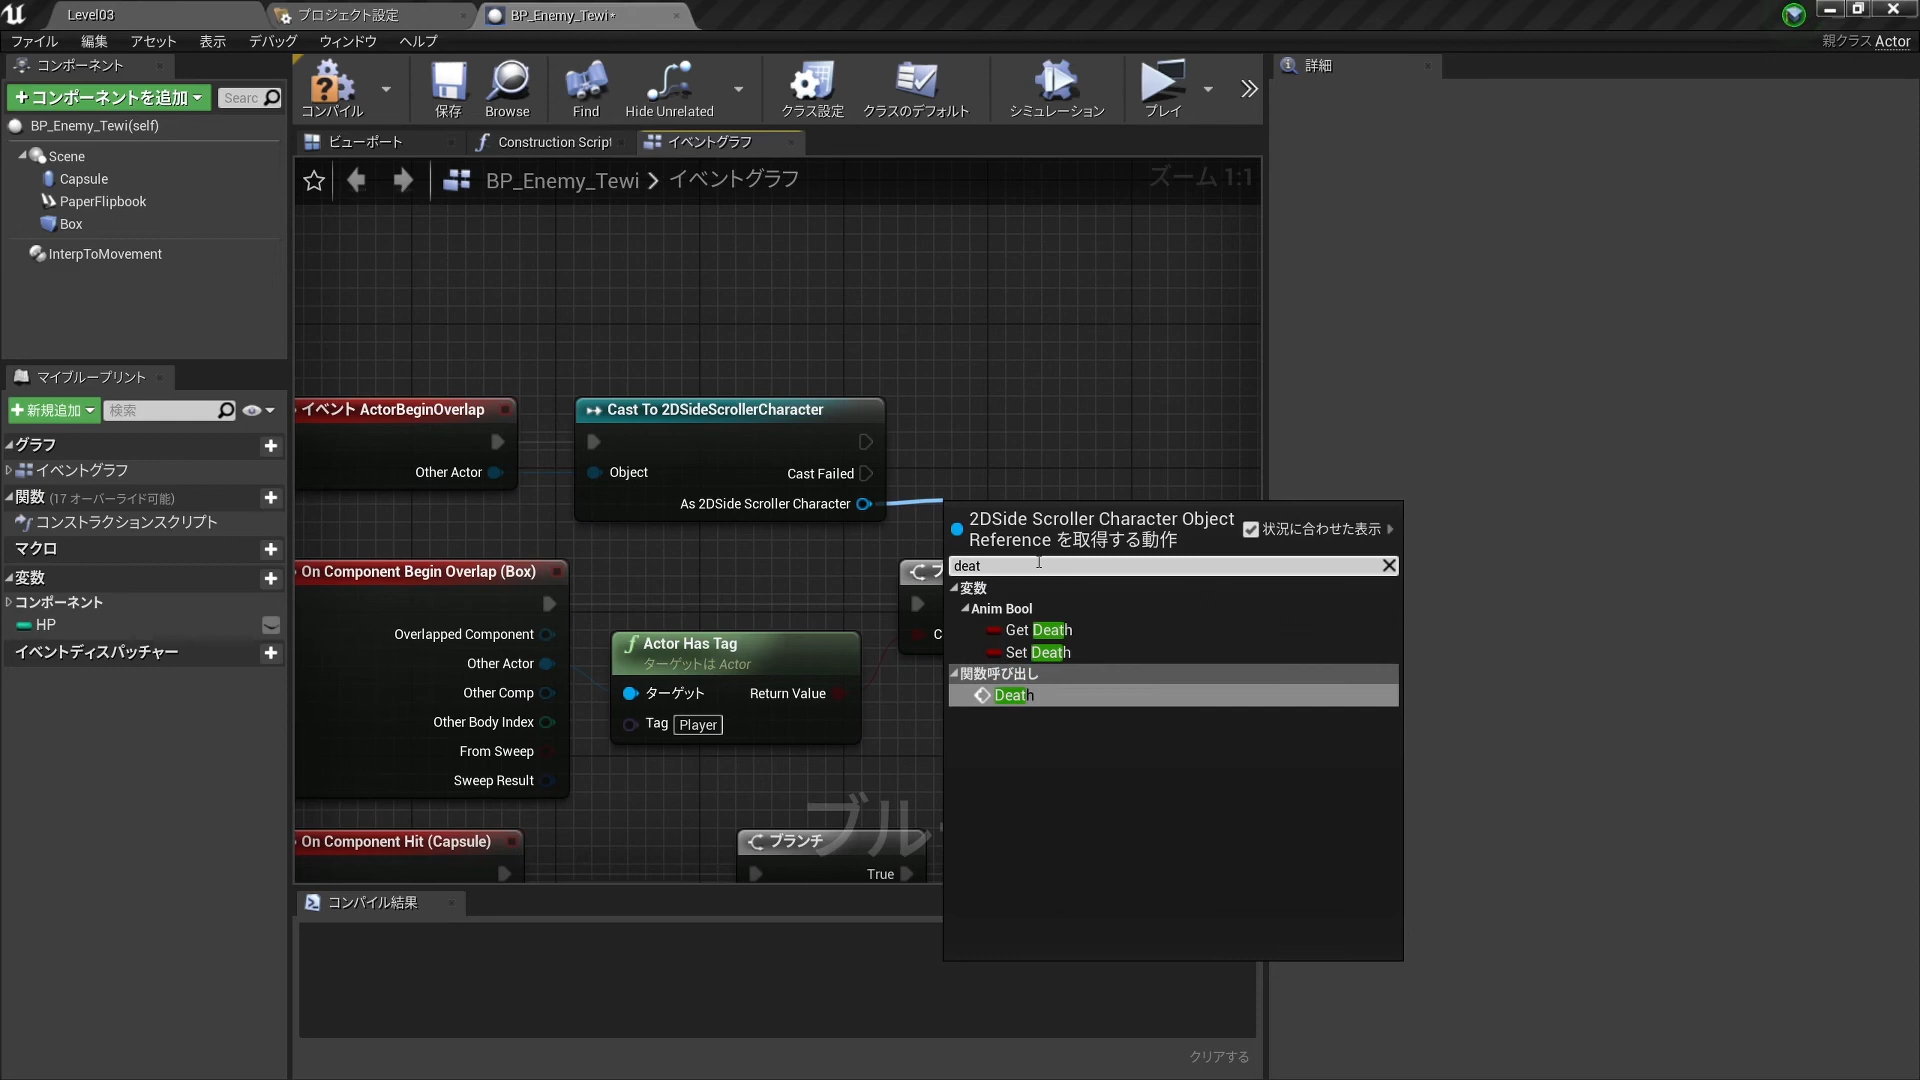 Level03
プロジェクト設定
BP_Enemy_Tewi*
ファイル 編集 アセット 表示 デバッグ ウィンドウ ヘルプ
親クラス Actor
コンポーネント
+コンポーネントを追加
Searc
BP_Enemy_Tewi(self)
Scene
Capsule
PaperFlipbook
Box
InterpToMovement
コンパイル
保存
Browse
Find
Hide Unrelated
クラス設定
クラスのデフォルト
シミュレーション
プレイ
詳細
ビューポート
Construction Script
イベントグラフ
BP_Enemy_Tewi > イベントグラフ
ズーム 1:1
マイブループリント
+新規追加
検索
グラフ
イベントグラフ
関数 (17 オーバーライド可能)
コンストラクションスクリプト
マクロ
変数
コンポーネント
HP
イベントディスパッチャー
イベント ActorBeginOverlap
Other Actor
Cast To 2DSideScrollerCharacter
Object
Cast Failed
As 2DSide Scroller Character
On Component Begin Overlap (Box)
Overlapped Component
Other Actor
Other Comp
Other Body Index
From Sweep
Sweep Result
Actor Has Tag
ターゲットは Actor
ターゲット
Return Value
Tag Player
On Component Hit (Capsule)
ブランチ
True
2DSide Scroller Character Object
Reference を取得する動作
状況に合わせた表示
deat
変数
Anim Bool
Get Death
Set Death
関数呼び出し
Death
コンパイル結果
クリアする